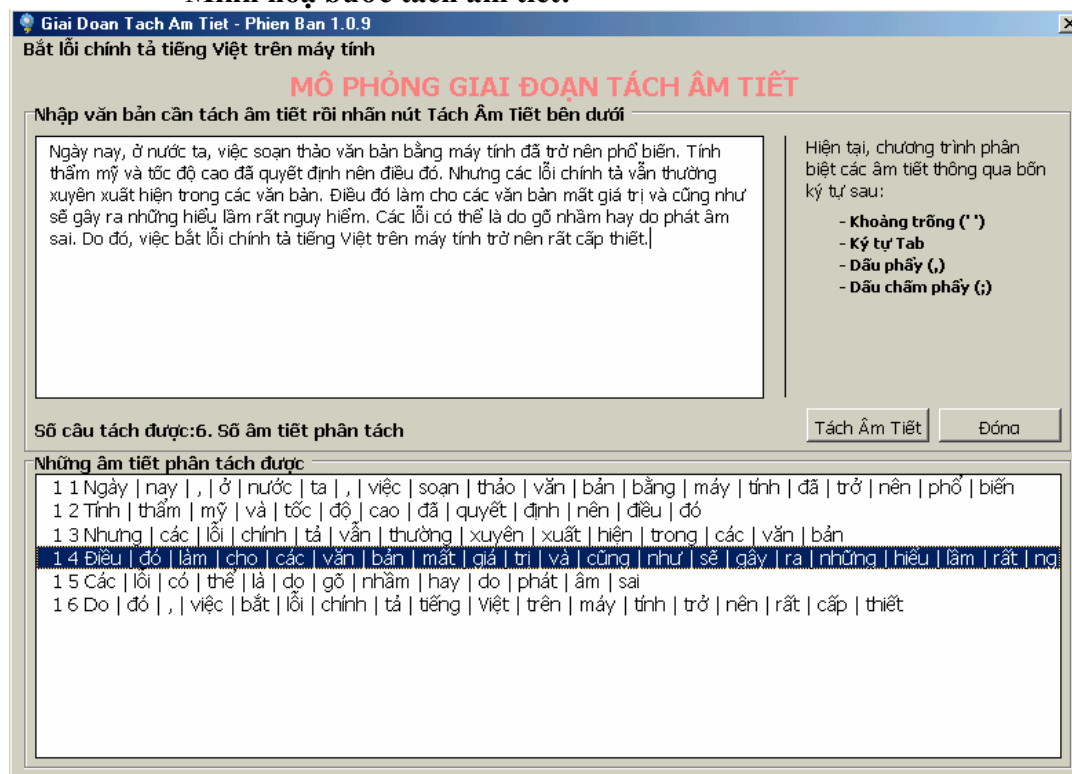 Minh hoạ bước tách âm tiết:
Giai Doan Tach Am Tiet - Phien Ban 1.0.9
Bắt lỗi chính tả tiếng Việt trên máy tính
MÔ PHỎNG GIAI ĐOẠN TÁCH ÂM TIẾT
Nhập văn bản cần tách âm tiết rồi nhấn nút Tách Âm Tiết bên dưới
Ngày nay, ở nước ta, việc soạn thảo văn bản bằng máy tính đã trở nên phổ biến. Tính
thẩm mỹ và tốc độ cao đã quyết định nên điều đó. Nhưng các lỗi chính tả vẫn thường
xuyên xuất hiện trong các văn bản. Điều đó làm cho các văn bản mất giá trị và cũng như
sẽ gây ra những hiểu lầm rất nguy hiểm. Các lỗi có thể là do gõ nhầm hay do phát âm
sai. Do đó, việc bắt lỗi chính tả tiếng Việt trên máy tính trở nên rất cấp thiết.
Hiện tại, chương trình phân
biệt các âm tiết thông qua bốn
ký tự sau:
- Khoảng trống (' ')
- Ký tự Tab
- Dấu phẩy (,)
- Dấu chấm phẩy (;)
Số câu tách được:6. Số âm tiết phân tách
Tách Âm Tiết
Đóng
Những âm tiết phân tách được
1 1 Ngày | nay | , | ở | nước | ta | , | việc | soạn | thảo | văn | bản | bằng | máy | tính | đã | trở | nên | phổ | biến
1 2 Tính | thẩm | mỹ | và | tốc | độ | cao | đã | quyết | định | nên | điều | đó
1 3 Nhưng | các | lỗi | chính | tả | vẫn | thường | xuyên | xuất | hiện | trong | các | văn | bản
1 4 Điều | đó | làm | cho | các | văn | bản | mất | giá | trị | và | cũng | như | sẽ | gây | ra | những | hiểu | lầm | rất | ng
1 5 Các | lỗi | có | thể | là | do | gõ | nhầm | hay | do | phát | âm | sai
1 6 Do | đó | , | việc | bắt | lỗi | chính | tả | tiếng | Việt | trên | máy | tính | trở | nên | rất | cấp | thiết